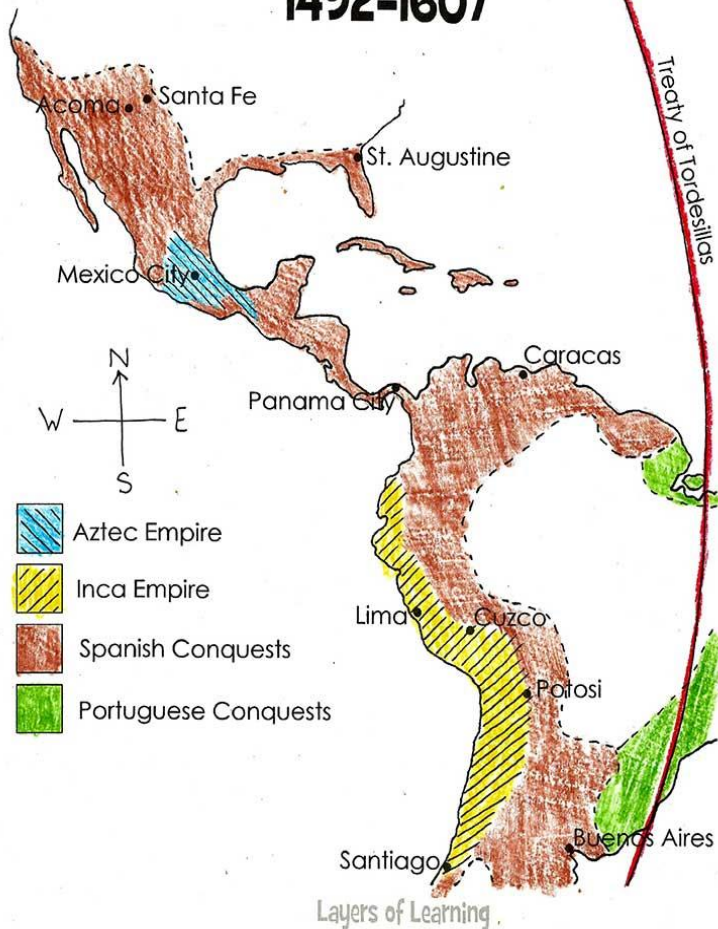 1492-1607
Treaty of Tordesillas
Acoma
Santa Fe
St. Augustine
Mexico City
Caracas
Panama City
N
W E
S
Aztec Empire
Inca Empire
Spanish Conquests
Portuguese Conquests
Lima
Cuzco
Potosi
Buenos Aires
Santiago
Layers of Learning